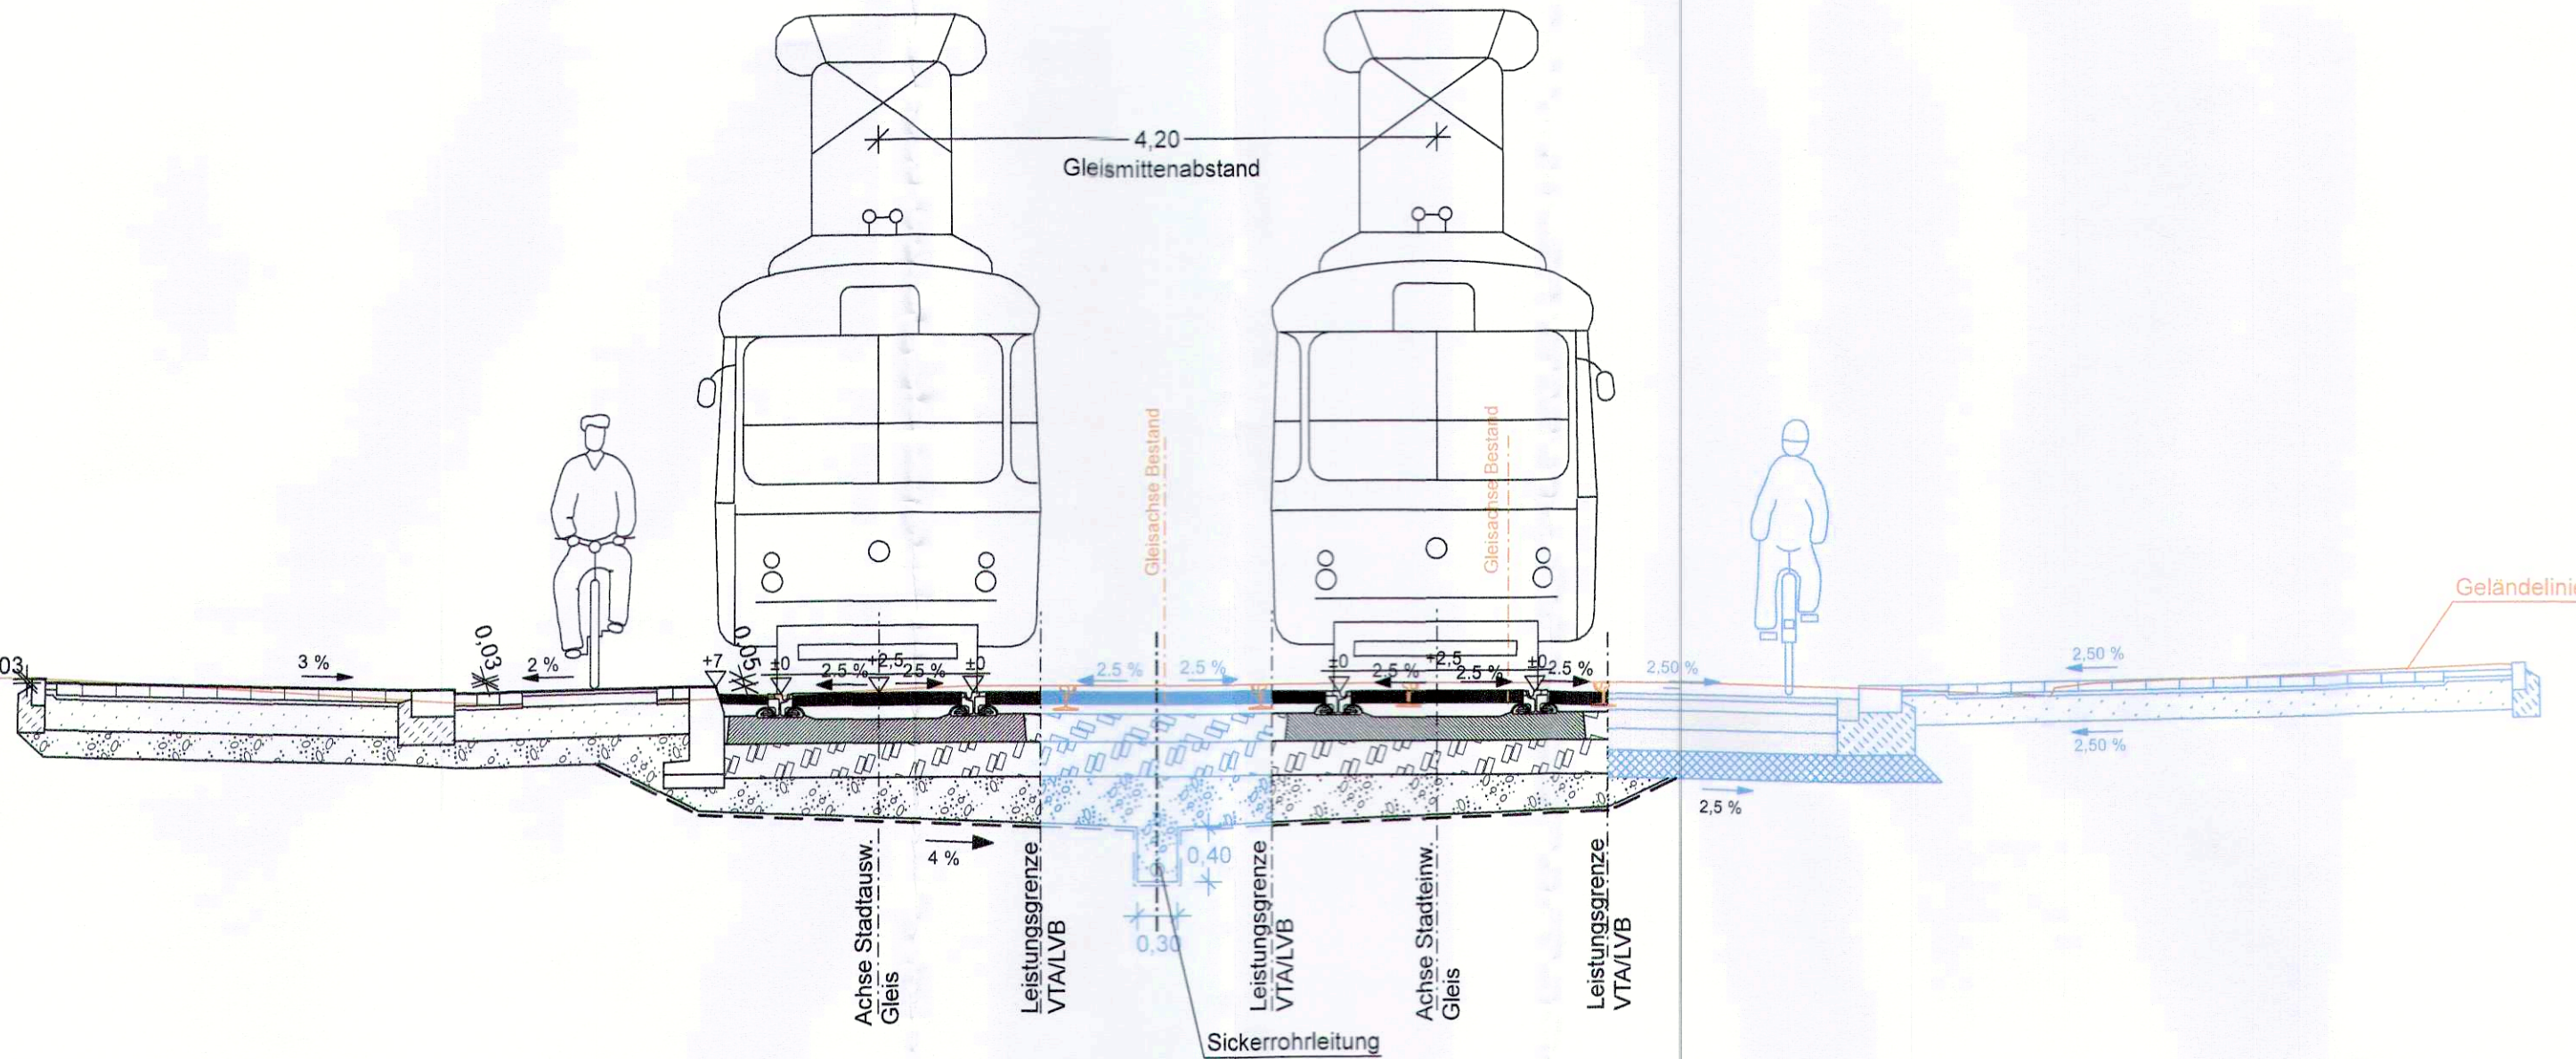 4,20
Gleismittenabstand
Gleisachse Bestand
Gleisachse Bestand
Geländelinie
03
3 %
0,03
2 %
+7
0,05
±0
2.5 %
+2,5
25 %
±0
2.5 %
2.5 %
±0
2.5 %
+2,5
2.5 %
±0
2.5 %
2,50 %
2,50 %
2,50 %
2,5 %
4 %
0,40
0,30
Achse Stadtausw.
Gleis
Leistungsgrenze
VTA/LVB
Leistungsgrenze
VTA/LVB
Achse Stadteinw.
Gleis
Leistungsgrenze
VTA/LVB
Sickerrohrleitung